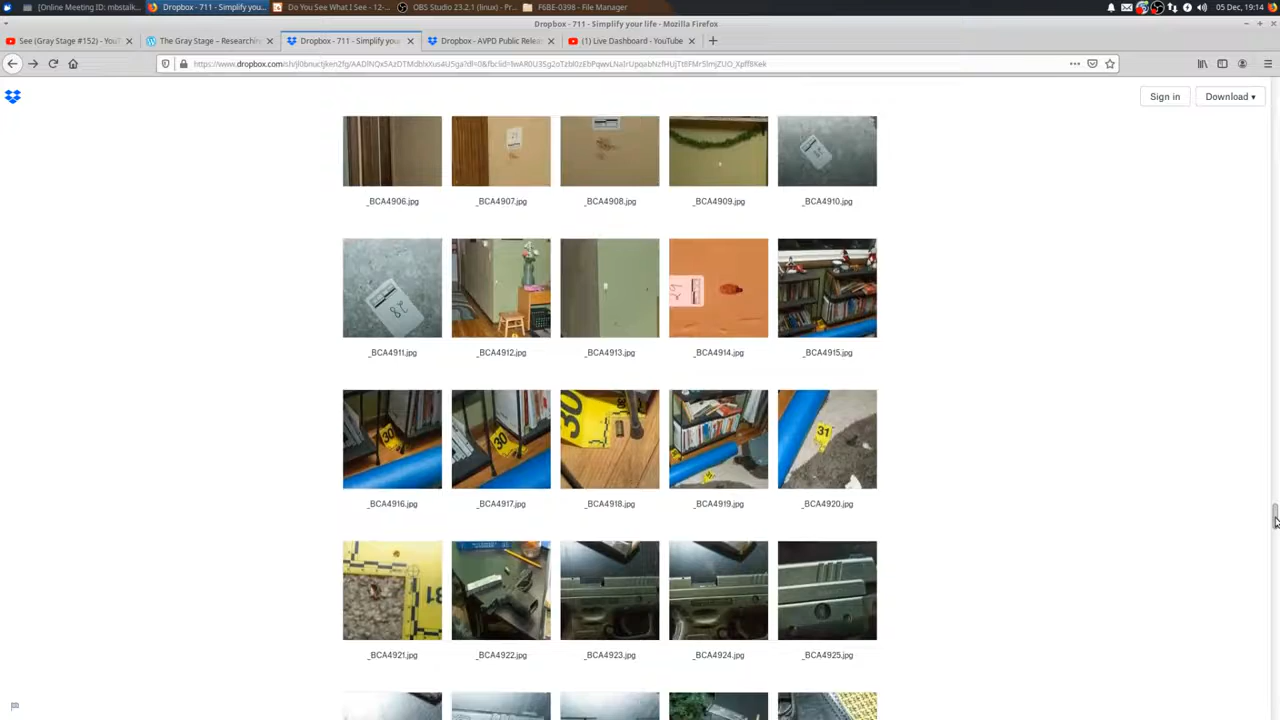 [Online Meeting ID: mbstalk...
Dropbox - 711 - Simplify you...
Do You See What I See - 12-...
OBS Studio 23.2.1 (linux) - Pr...
F6BE-0398 - File Manager
05 Dec, 19:14
Dropbox - 711 - Simplify your life - Mozilla Firefox
See (Gray Stage #152) - YouT
The Gray Stage – Researchin
Dropbox - 711 - Simplify your
Dropbox - AVPD Public Relea
(1) Live Dashboard - YouTube
Sign in
Download
_BCA4906.jpg
_BCA4907.jpg
_BCA4908.jpg
_BCA4909.jpg
_BCA4910.jpg
28
_BCA4911.jpg
_BCA4912.jpg
_BCA4913.jpg
_BCA4914.jpg
_BCA4915.jpg
30
30
30
31
_BCA4916.jpg
_BCA4917.jpg
_BCA4918.jpg
_BCA4919.jpg
_BCA4920.jpg
31
_BCA4921.jpg
_BCA4922.jpg
_BCA4923.jpg
_BCA4924.jpg
_BCA4925.jpg